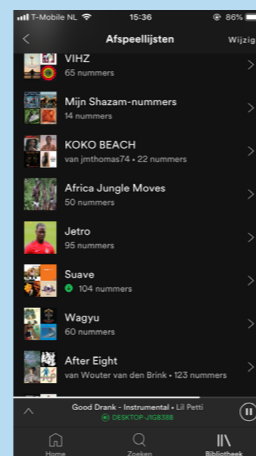 T-Mobile NL 15:36 86%
Afspeellijsten Wijzig
VIHZ
65 nummers
Mijn Shazam-nummers
14 nummers
KOKO BEACH
van jmthomas74 • 22 nummers
Africa Jungle Moves
50 nummers
Jetro
95 nummers
Suave
104 nummers
Wagyu
60 nummers
After Eight
van Wouter van den Brink • 123 nummers
Good Drank - Instrumental • Lil Petti
DESKTOP-J1G838B
Home Zoeken Bibliotheek